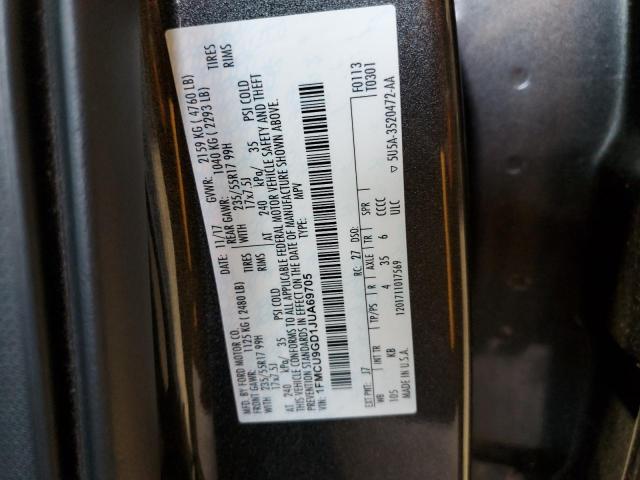 MFD. BY FORD MOTOR CO.
DATE: 11/17 GVWR: 2159 KG ( 4760 LB)
FRONT GAWR: 1125 KG ( 2480 LB) REAR GAWR: 1040 KG ( 2293 LB)
WITH 235/55R17 99H TIRES WITH 235/55R17 99H TIRES
17x7.5J RIMS 17x7.5J RIMS
AT 240 kPa/ 35 PSI COLD AT 240 kPa/ 35 PSI COLD
THIS VEHICLE CONFORMS TO ALL APPLICABLE FEDERAL MOTOR VEHICLE SAFETY AND THEFT
PREVENTION STANDARDS IN EFFECT ON THE DATE OF MANUFACTURE SHOWN ABOVE.
VIN: 1FMCU9GD1JUA69705 TYPE: MPV
F0113
T0301
EXT PNT: J7 RC: 27 DSO:
WB INT TR TP/PS R AXLE TR SPR
105 KB 4 35 6 CCCC
MADE IN U.S.A. 120171101756​9 ULC
5U5A-3520472-AA